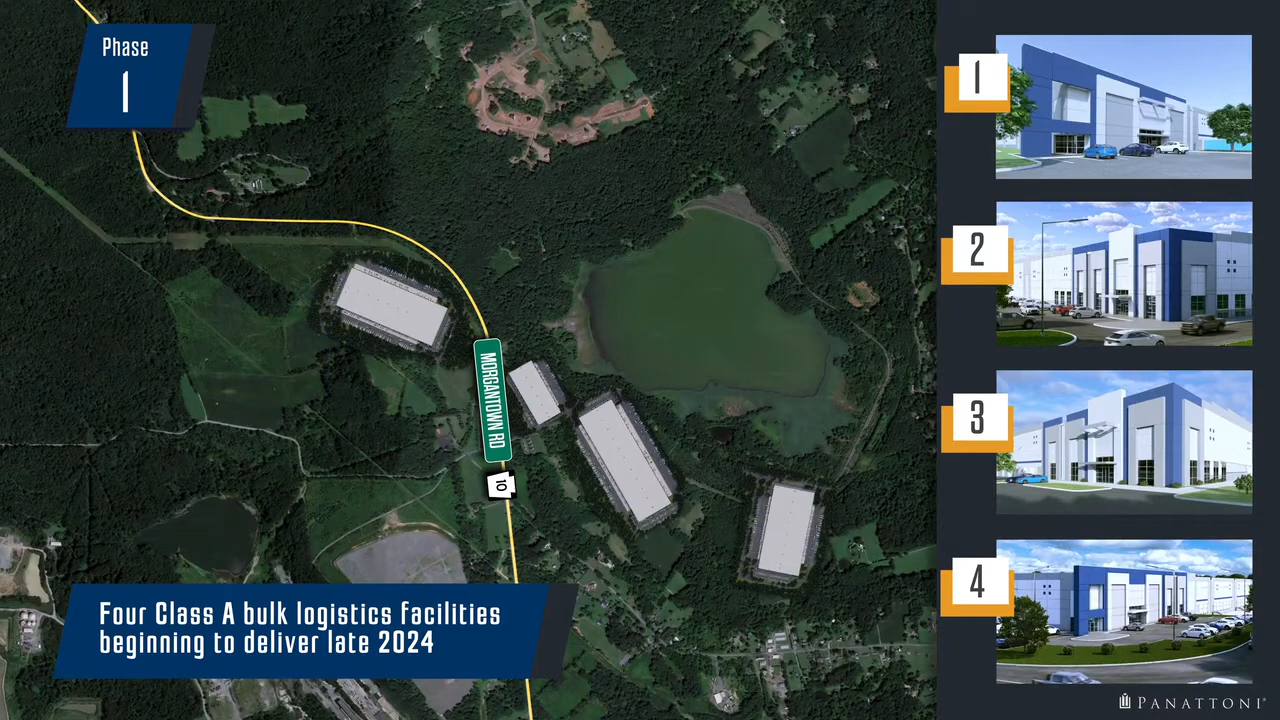 Phase
1
MORGANTOWN RD
10
Four Class A bulk logistics facilities
beginning to deliver late 2024
1
2
3
4
PANATTONI®